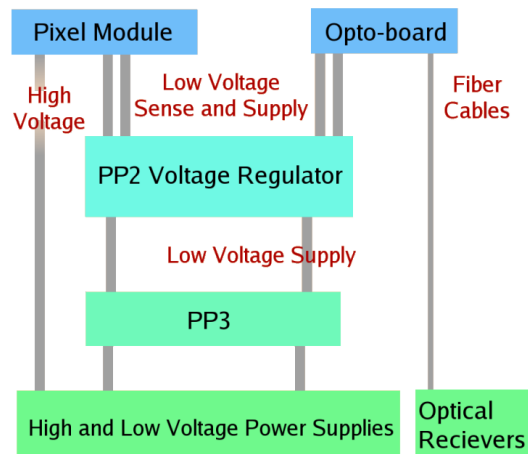 Pixel Module
Opto-board
High
Voltage
Low Voltage
Sense and Supply
Fiber
Cables
PP2 Voltage Regulator
Low Voltage Supply
PP3
High and Low Voltage Power Supplies
Optical
Recievers